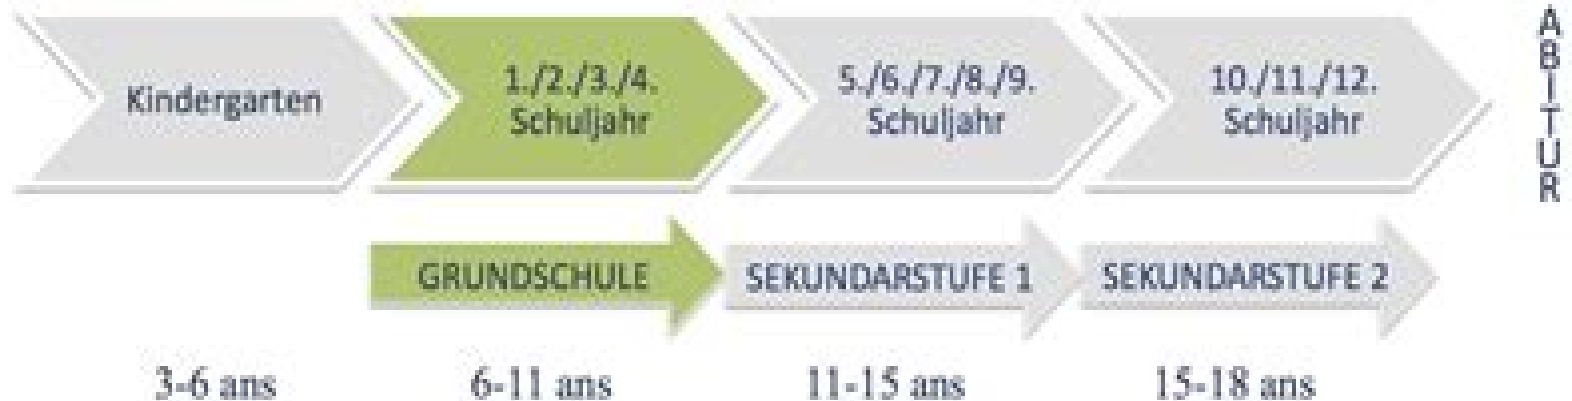 Kindergarten
1./2./3./4.
Schuljahr
5./6./7./8./9.
Schuljahr
10./11./12.
Schuljahr
ABITUR
GRUNDSCHULE
SEKUNDARSTUFE 1
SEKUNDARSTUFE 2
3-6 ans
6-11 ans
11-15 ans
15-18 ans